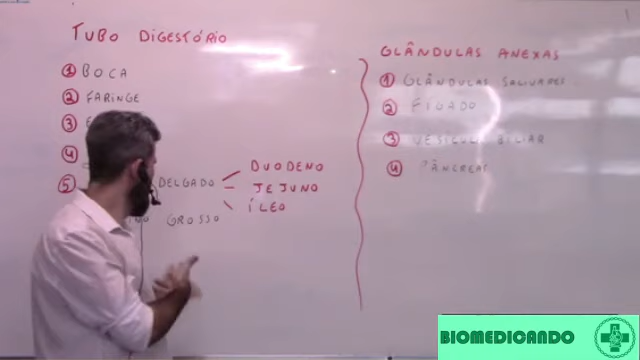 TUBO DIGESTÓRIO
1 BOCA
2 FARINGE
3
4
5 DELGADO
DUODENO
JEJUNO
ÍLEO
GROSSO
GLÂNDULAS ANEXAS
1 GLÂNDULAS SALIVARES
2 FÍGADO
3 VESÍCULA BILIAR
4 PÂNCREAS
BIOMEDICANDO